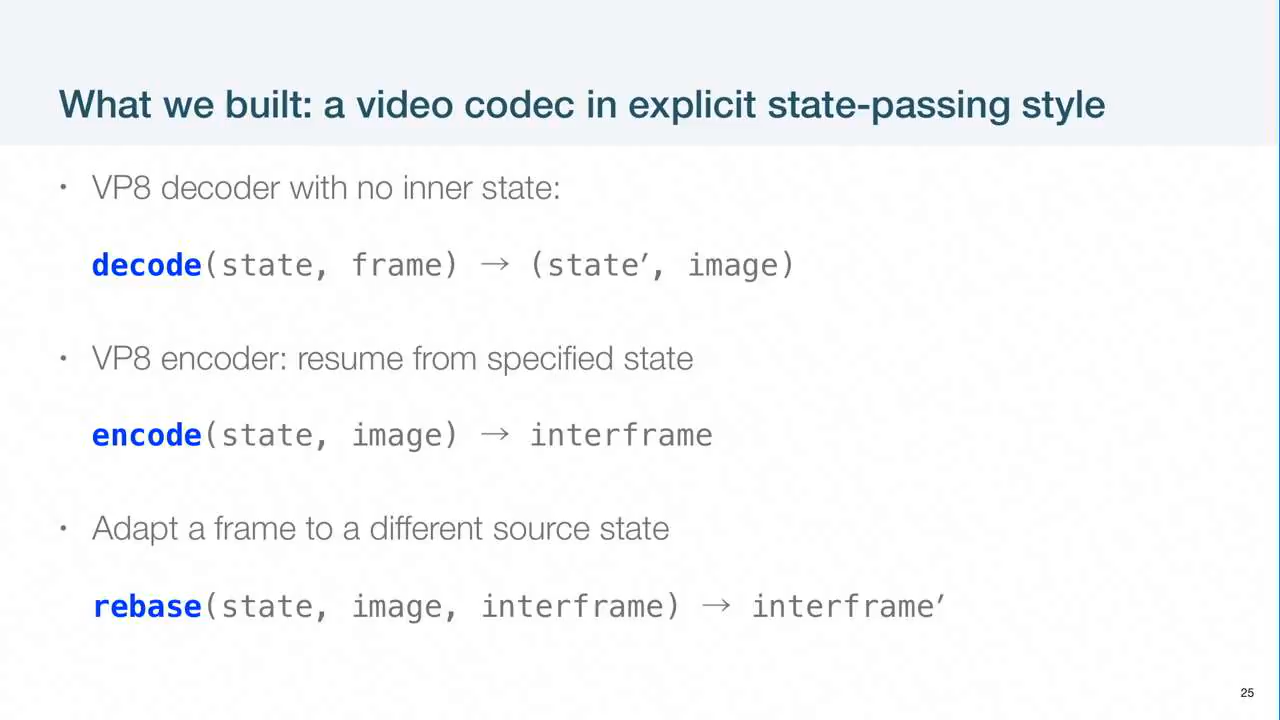 What we built: a video codec in explicit state-passing style
• VP8 decoder with no inner state:
decode(state, frame) → (state′, image)
• VP8 encoder: resume from specified state
encode(state, image) → interframe
• Adapt a frame to a different source state
rebase(state, image, interframe) → interframe′
25